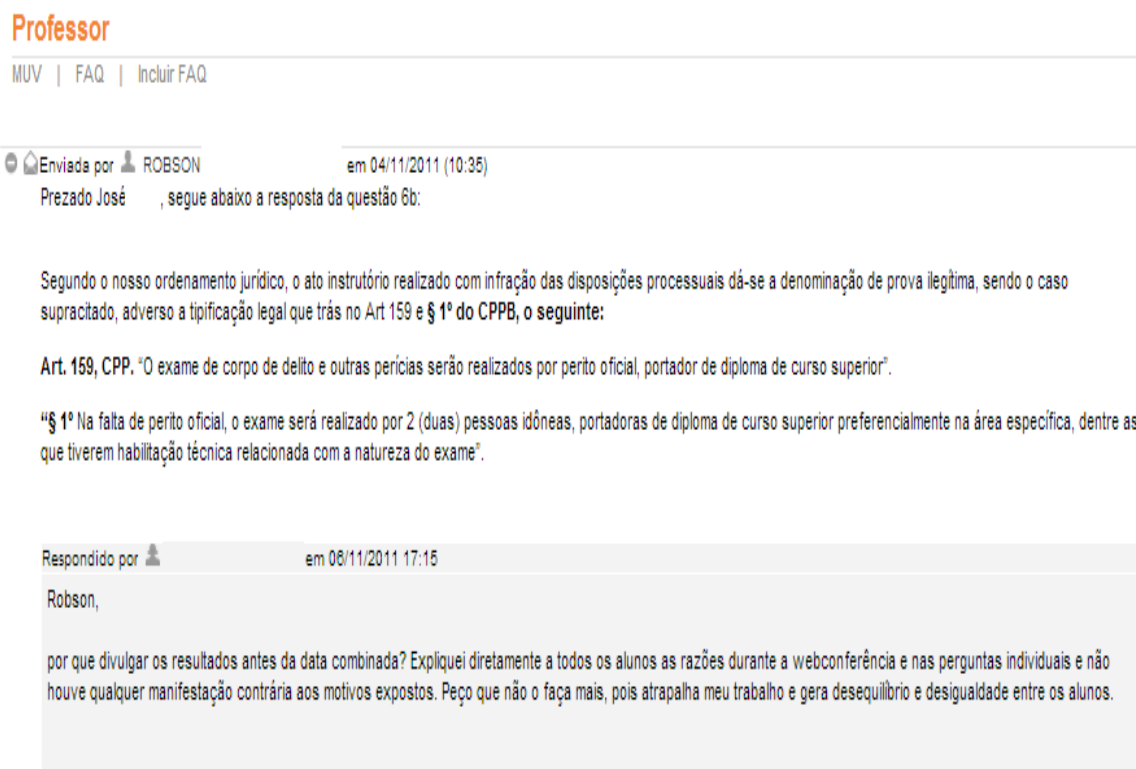 Professor
MUV | FAQ | Incluir FAQ
Enviada por ROBSON em 04/11/2011 (10:35)
Prezado José , segue abaixo a resposta da questão 6b:
Segundo o nosso ordenamento jurídico, o ato instrutório realizado com infração das disposições processuais dá-se a denominação de prova ilegítima, sendo o caso
supracitado, adverso a tipificação legal que trás no Art 159 e § 1º do CPPB, o seguinte:
Art. 159, CPP. "O exame de corpo de delito e outras perícias serão realizados por perito oficial, portador de diploma de curso superior".
"§ 1º Na falta de perito oficial, o exame será realizado por 2 (duas) pessoas idôneas, portadoras de diploma de curso superior preferencialmente na área específica, dentre as
que tiverem habilitação técnica relacionada com a natureza do exame".
Respondido por em 06/11/2011 17:15
Robson,
por que divulgar os resultados antes da data combinada? Expliquei diretamente a todos os alunos as razões durante a webconferência e nas perguntas individuais e não
houve qualquer manifestação contrária aos motivos expostos. Peço que não o faça mais, pois atrapalha meu trabalho e gera desequilíbrio e desigualdade entre os alunos.